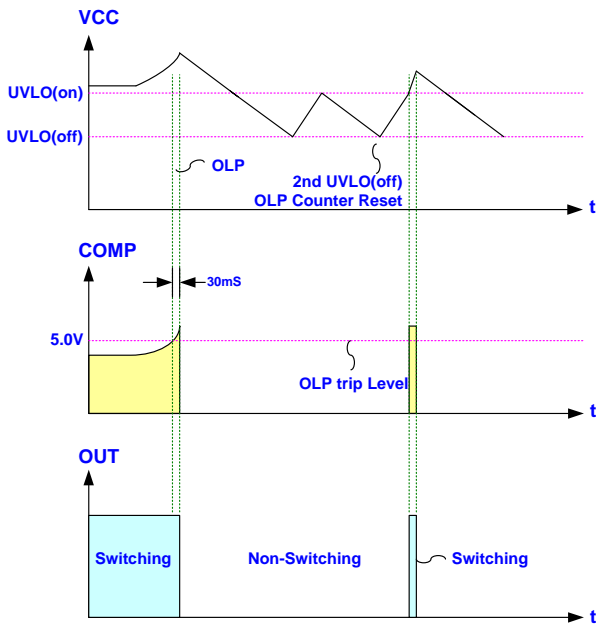 VCC
UVLO(on)
UVLO(off)
OLP
2nd UVLO(off)
OLP Counter Reset
t
COMP
30mS
5.0V
OLP trip Level
t
OUT
Switching
Non-Switching
Switching
t